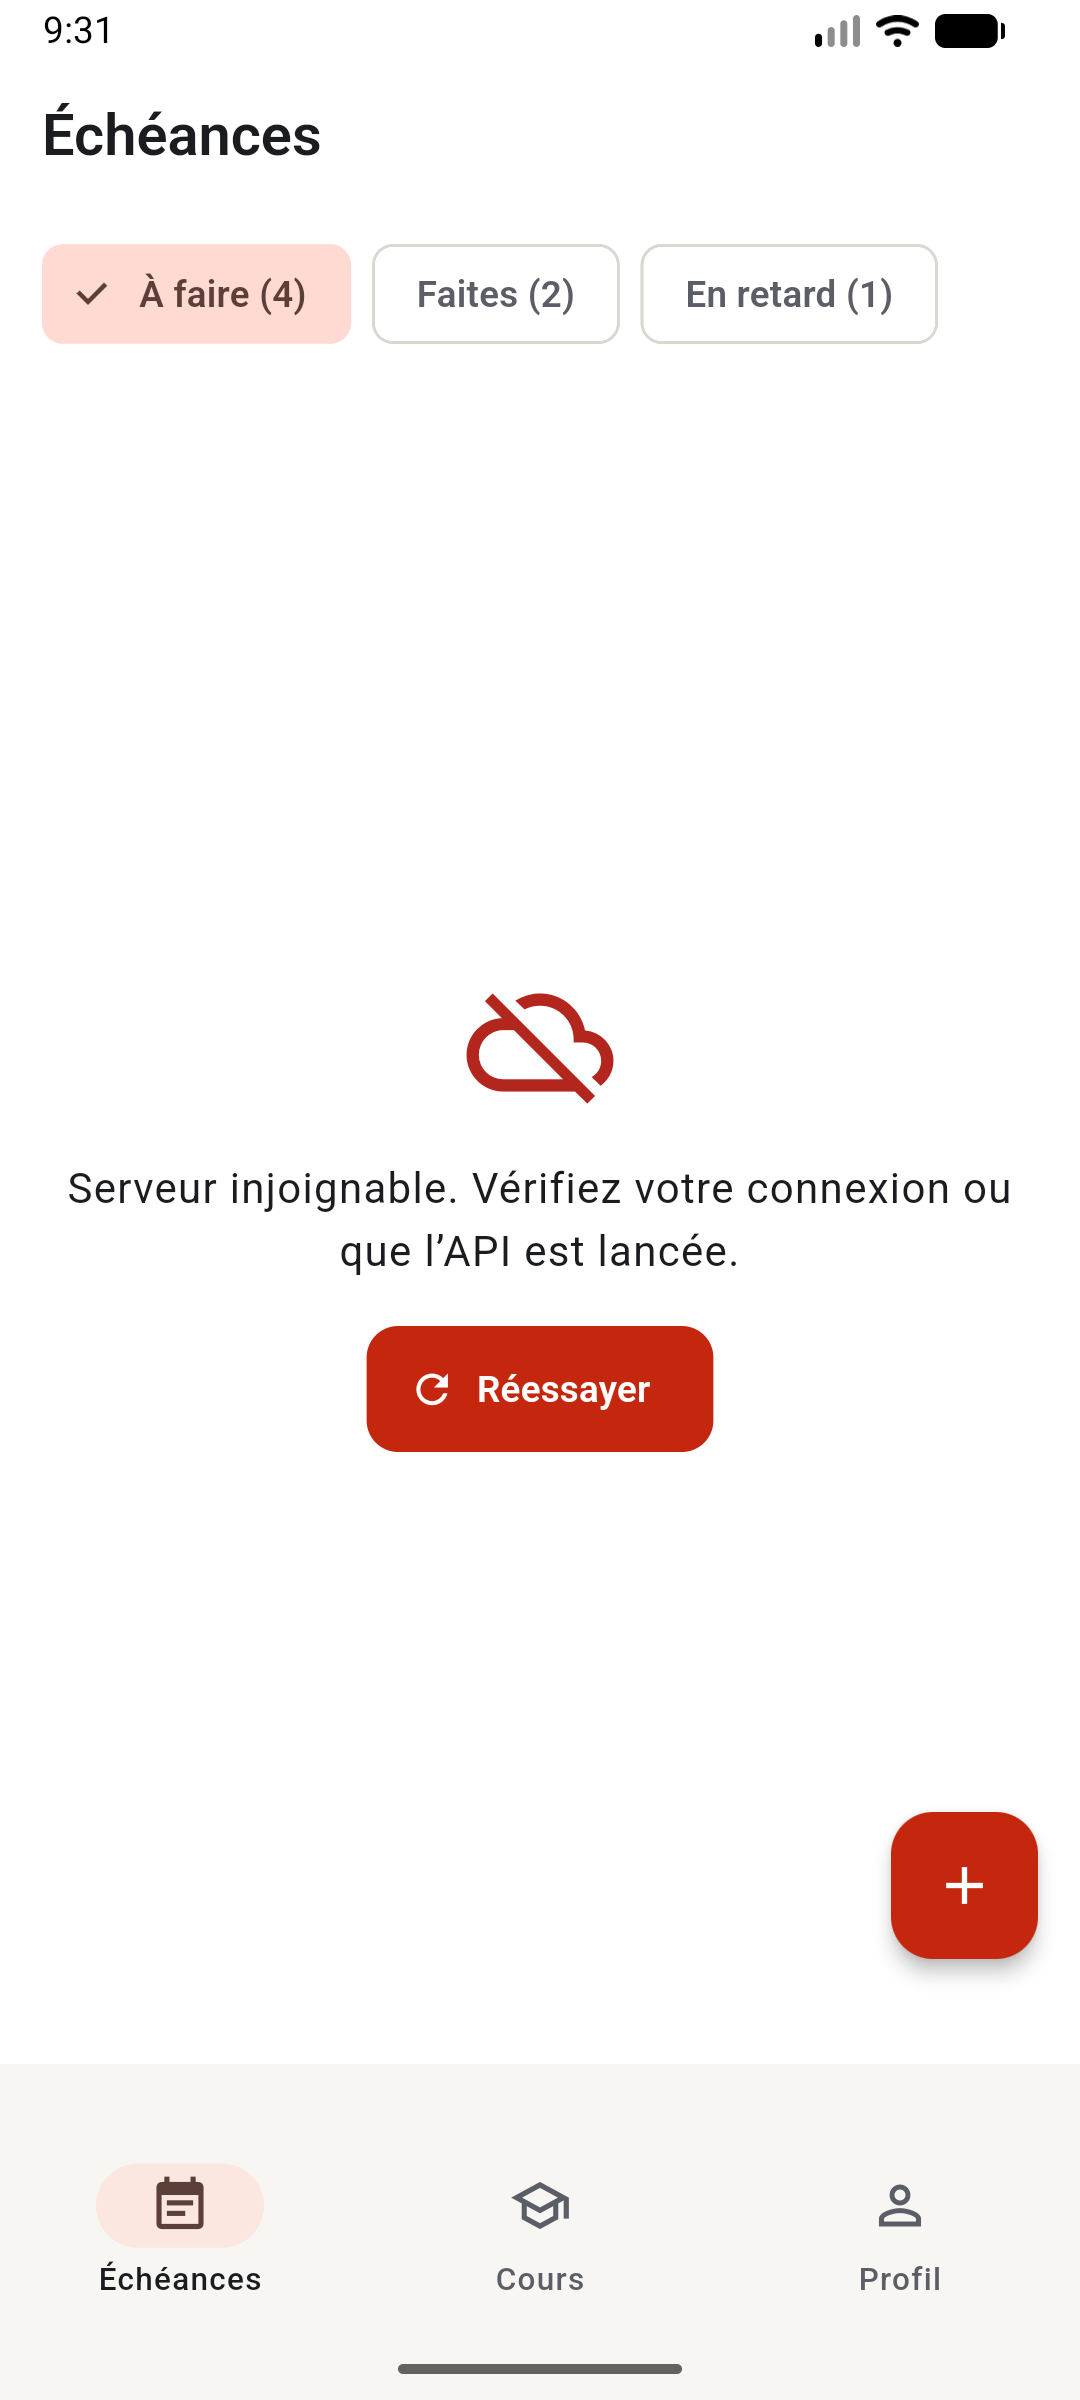 9:31
Échéances
À faire (4)
Faites (2)
En retard (1)
Serveur injoignable. Vérifiez votre connexion ou
que l’API est lancée.
Réessayer
Échéances
Cours
Profil